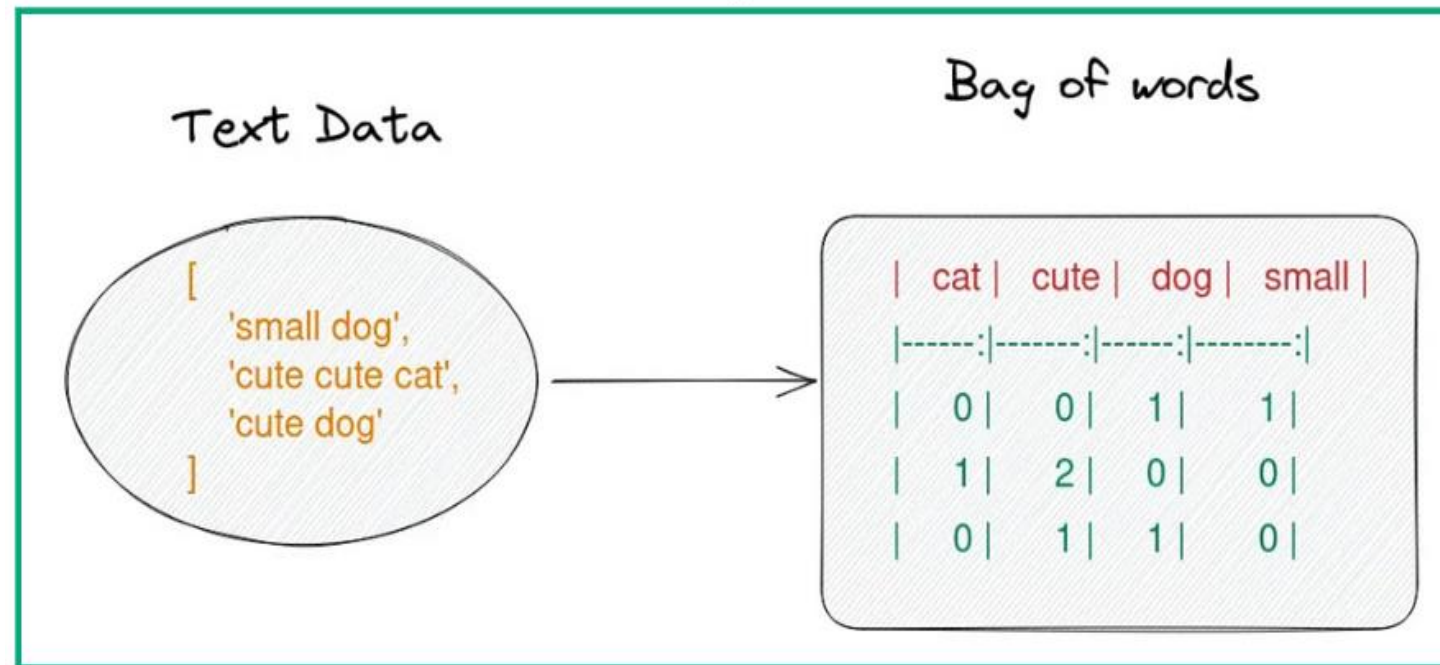 Text Data
[
'small dog',
'cute cute cat',
'cute dog'
]
Bag of words
| cat | cute | dog | small |
|------:|-------:|------:|--------:|
| 0 | 0 | 1 | 1 |
| 1 | 2 | 0 | 0 |
| 0 | 1 | 1 | 0 |